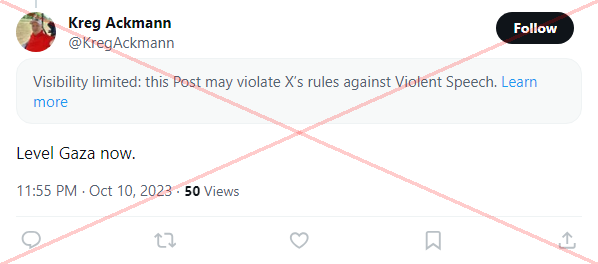 Kreg Ackmann
@KregAckmann
Follow
Visibility limited: this Post may violate X's rules against Violent Speech. Learn
more
Level Gaza now.
11:55 PM · Oct 10, 2023 · 50 Views